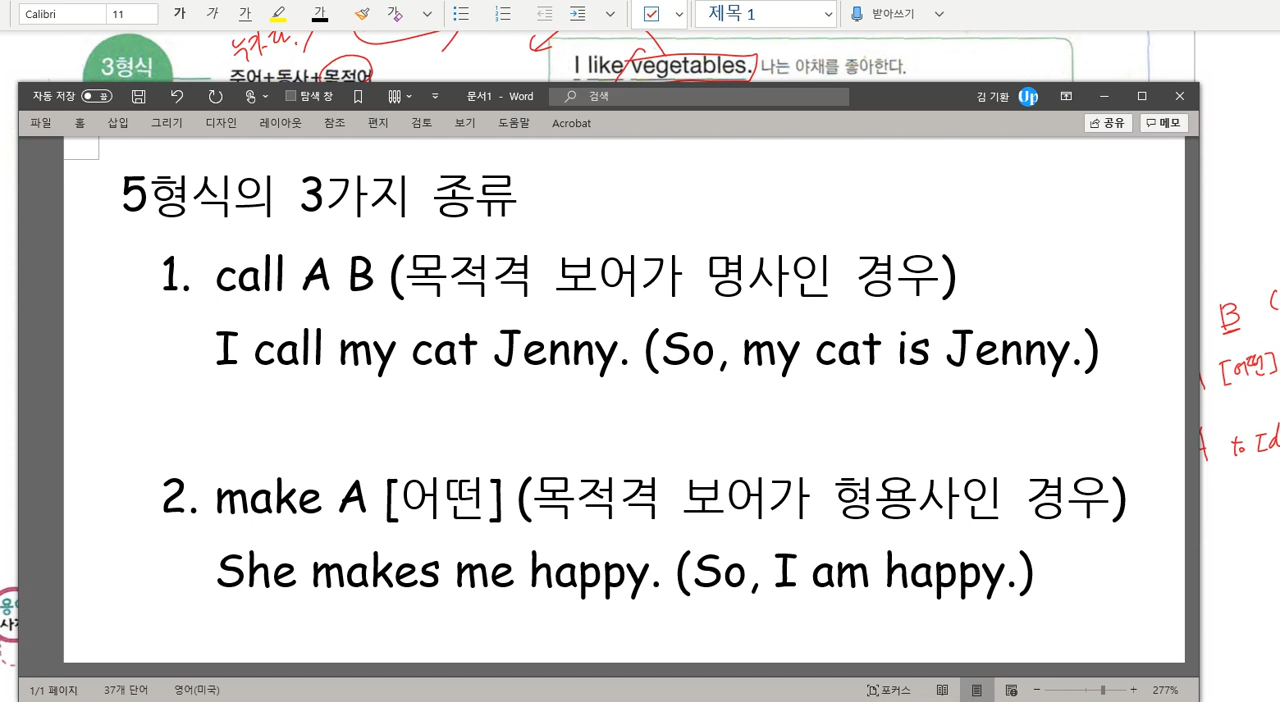 Calibri 11 가 가 가 가 가 제목 1 받아쓰기
3형식
주어+동사+목적어
I like vegetables. 나는 야채를 좋아한다.
자동 저장 끔 탐색 창 문서1 - Word 검색 김 기환 Up
파일 홈 삽입 그리기 디자인 레이아웃 참조 편지 검토 보기 도움말 Acrobat 공유 메모
5형식의 3가지 종류
1. call A B (목적격 보어가 명사인 경우)
I call my cat Jenny. (So, my cat is Jenny.)
B
[어떤]
to
2. make A [어떤] (목적격 보어가 형용사인 경우)
She makes me happy. (So, I am happy.)
1/1 페이지 37개 단어 영어(미국) 포커스 277%